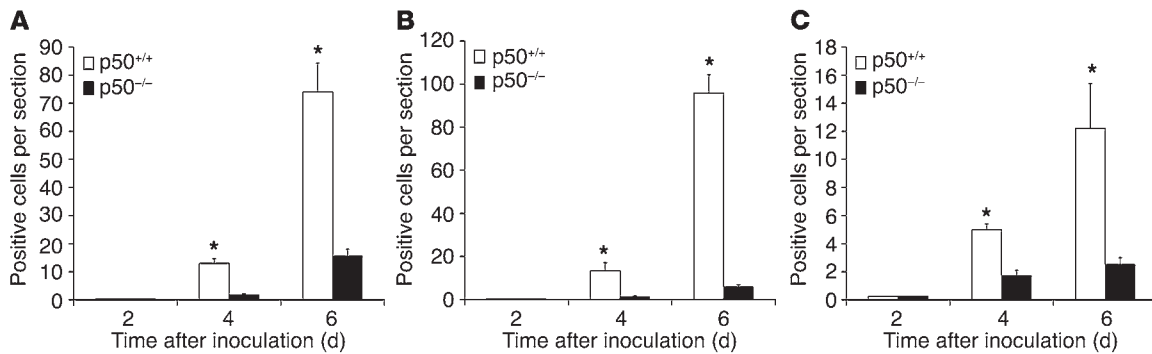 A
Positive cells per section
90
80
70
60
50
40
30
20
10
0
p50+/+
p50−/−
*
*
2 4 6
Time after inoculation (d)
B
Positive cells per section
120
100
80
60
40
20
0
p50+/+
p50−/−
*
*
2 4 6
Time after inoculation (d)
C
Positive cells per section
18
16
14
12
10
8
6
4
2
0
p50+/+
p50−/−
*
*
2 4 6
Time after inoculation (d)